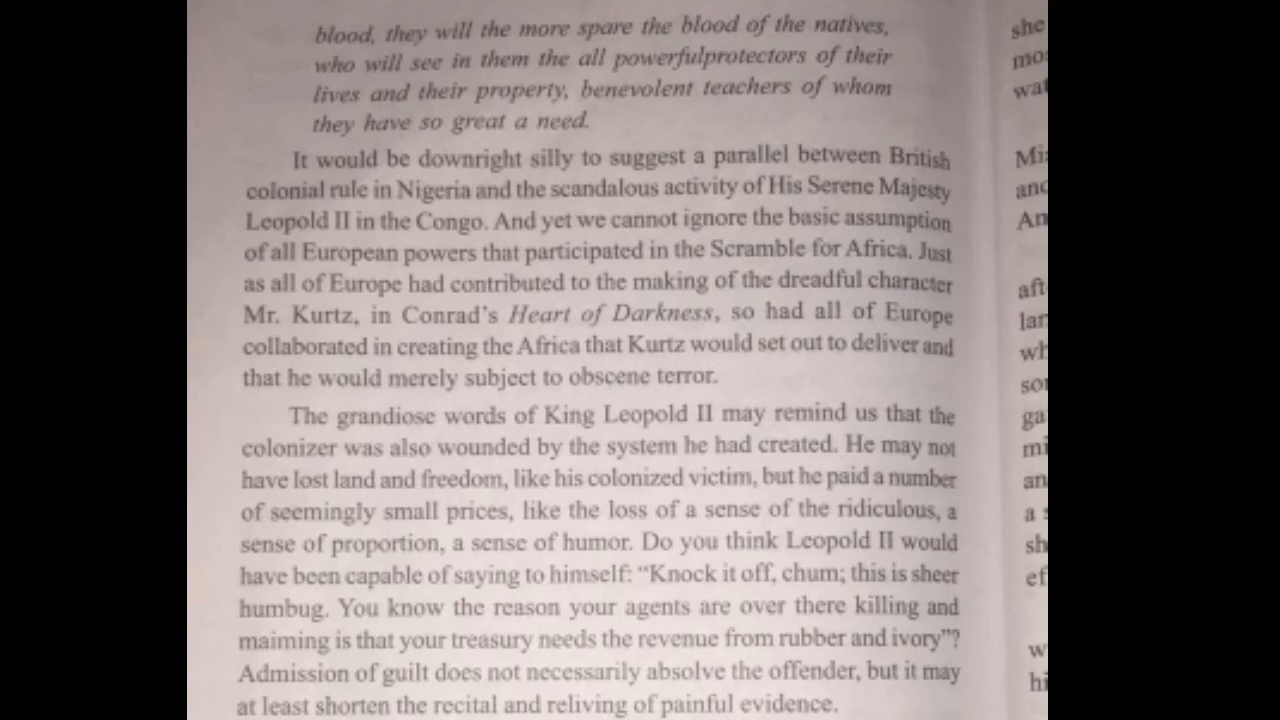 blood, they will the more spare the blood of the natives,
who will see in them the all powerfulprotectors of their
lives and their property, benevolent teachers of whom
they have so great a need.
It would be downright silly to suggest a parallel between British
colonial rule in Nigeria and the scandalous activity of His Serene Majesty
Leopold II in the Congo. And yet we cannot ignore the basic assumption
of all European powers that participated in the Scramble for Africa. Just
as all of Europe had contributed to the making of the dreadful character
Mr. Kurtz, in Conrad's Heart of Darkness, so had all of Europe
collaborated in creating the Africa that Kurtz would set out to deliver and
that he would merely subject to obscene terror.
The grandiose words of King Leopold II may remind us that the
colonizer was also wounded by the system he had created. He may not
have lost land and freedom, like his colonized victim, but he paid a number
of seemingly small prices, like the loss of a sense of the ridiculous, a
sense of proportion, a sense of humor. Do you think Leopold II would
have been capable of saying to himself: “Knock it off, chum; this is sheer
humbug. You know the reason your agents are over there killing and
maiming is that your treasury needs the revenue from rubber and ivory”?
Admission of guilt does not necessarily absolve the offender, but it may
at least shorten the recital and reliving of painful evidence.
she